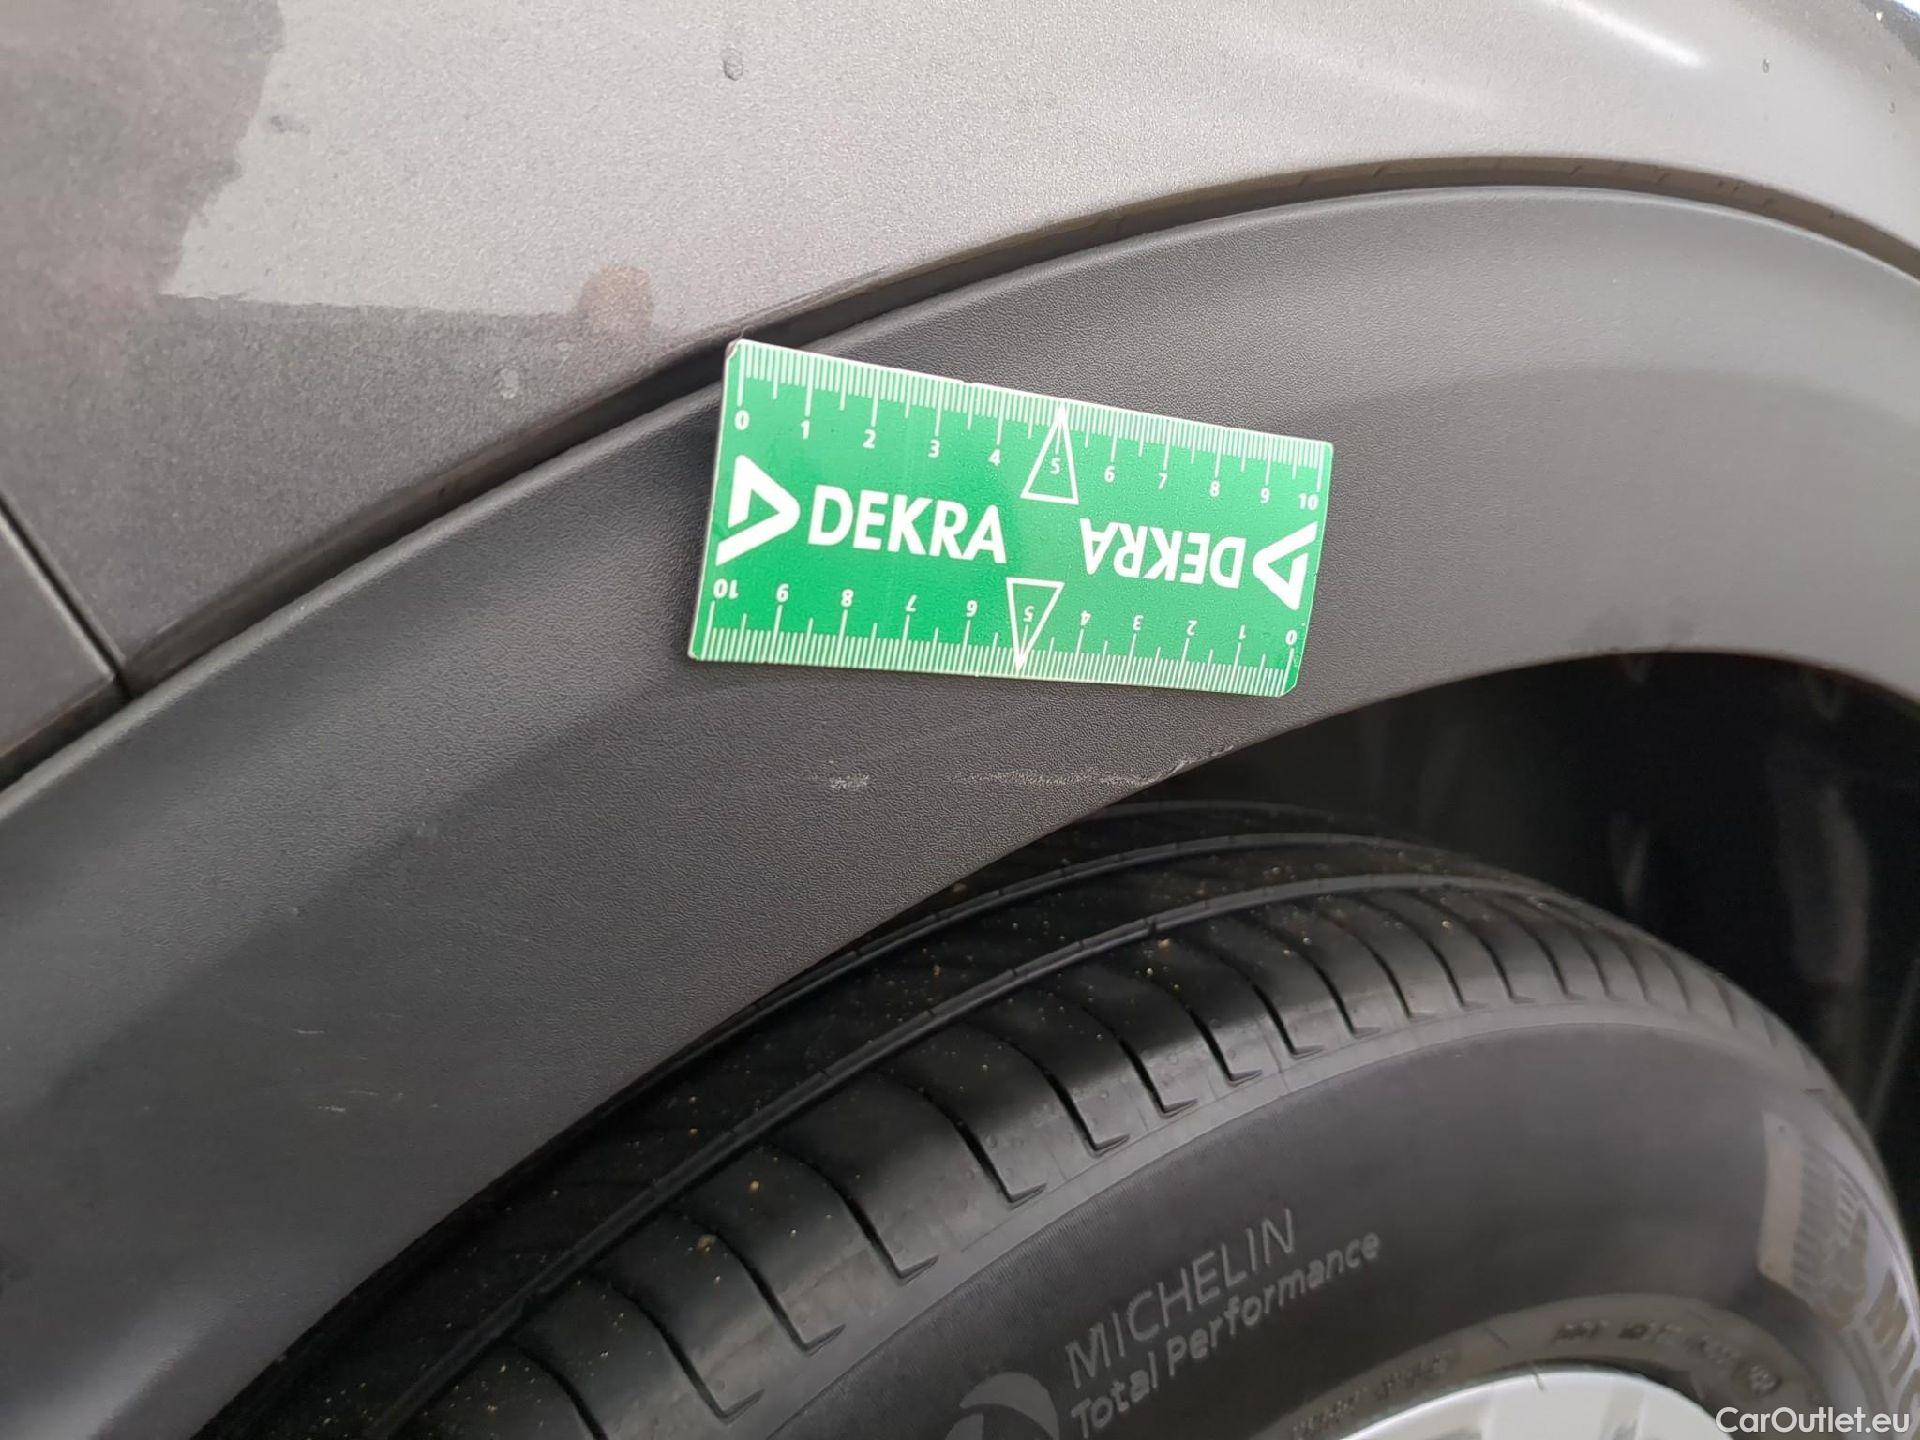 0 1 2 3 4 5 6 7 8 9 10
DEKRA DEKRA
10 9 8 7 6 5 4 3 2 1 0
MICHELIN
Total Performance
CarOutlet.eu